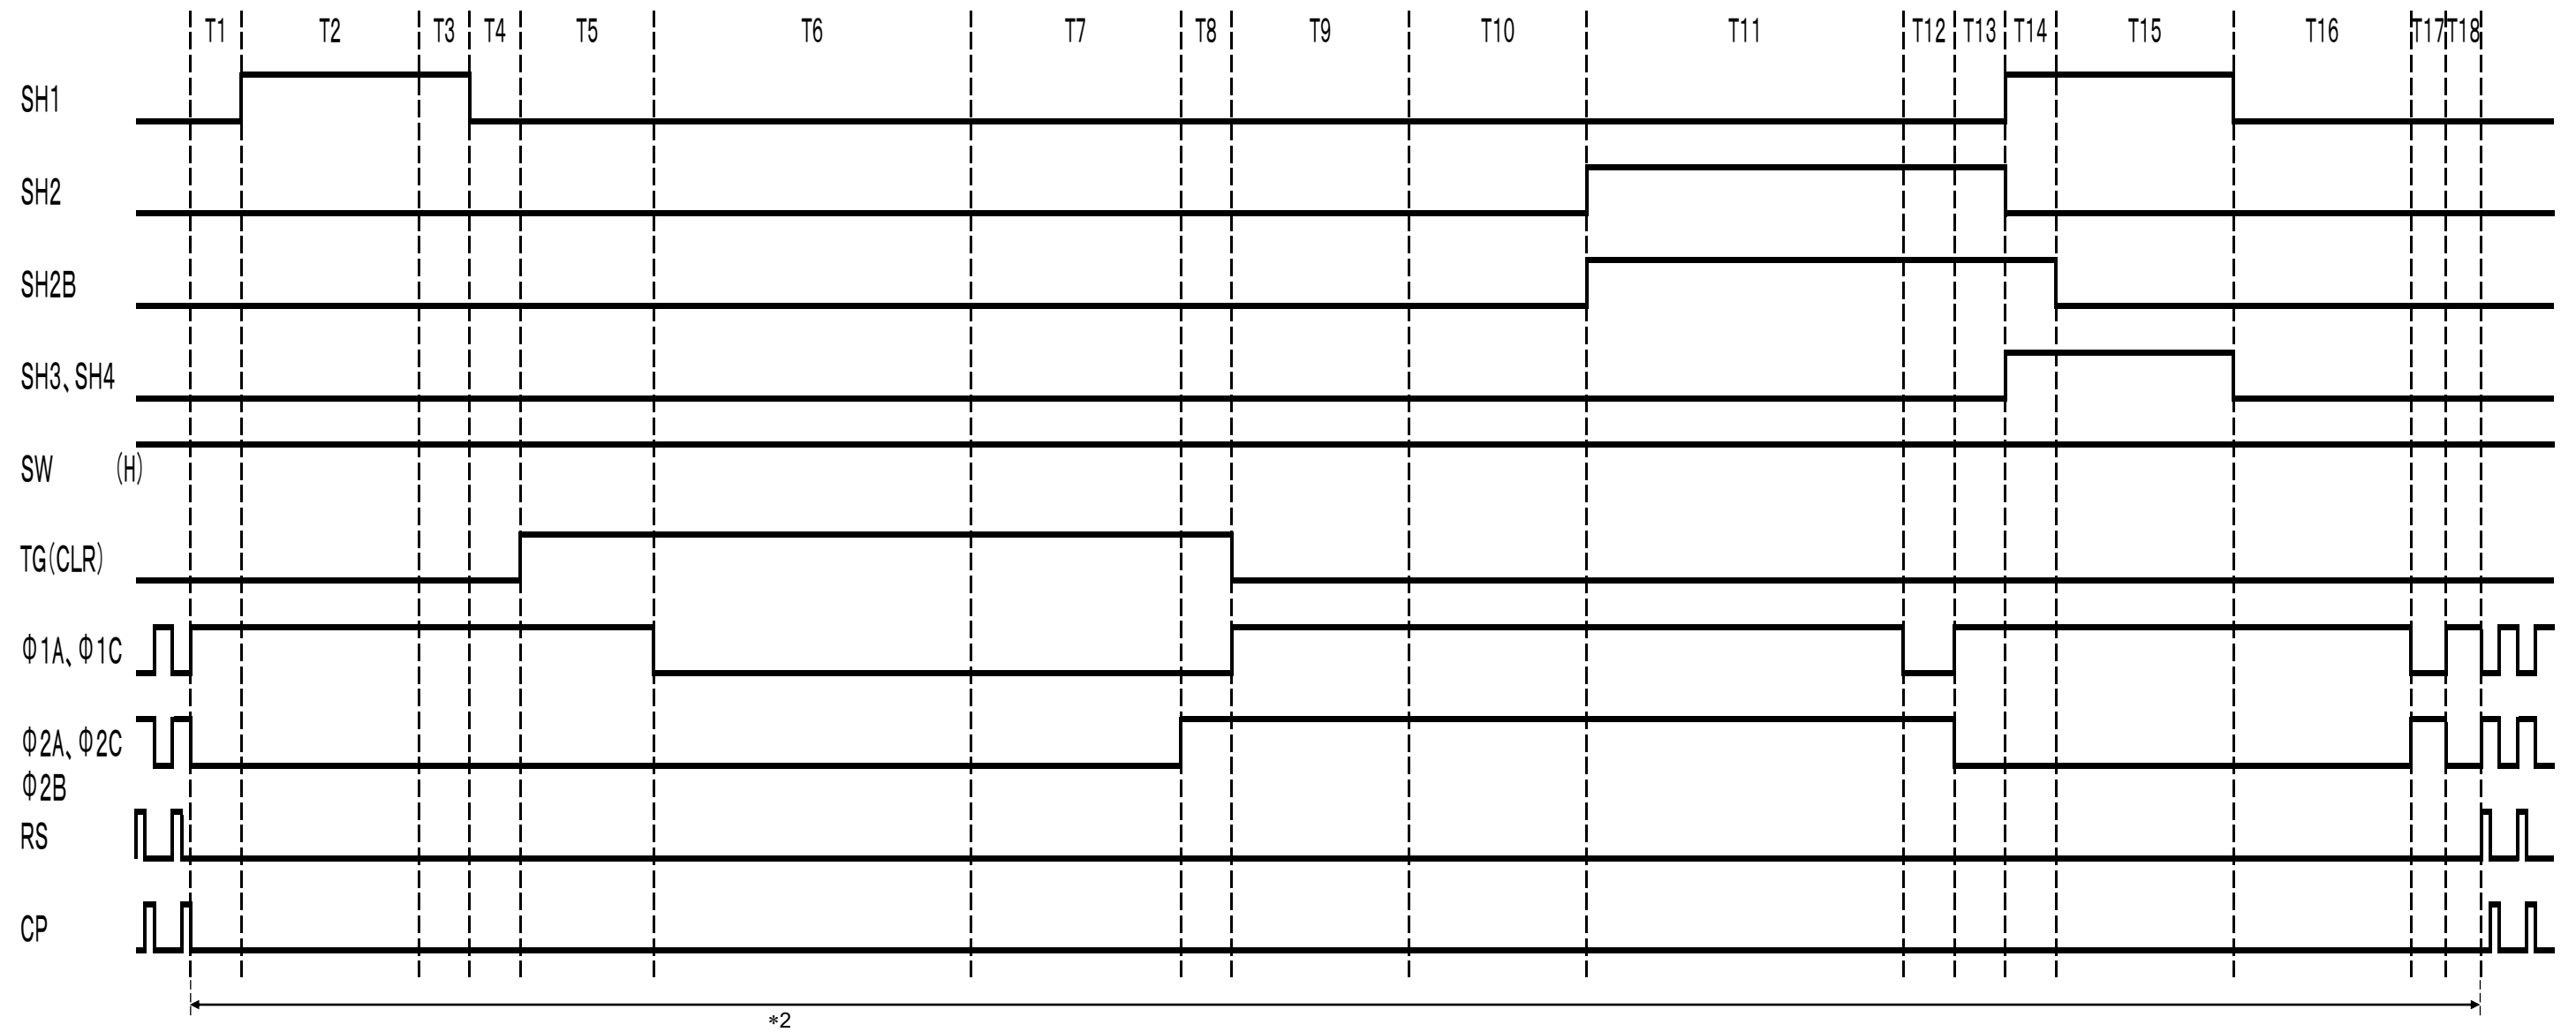 T1 T2 T3 T4 T5 T6 T7 T8 T9 T10 T11 T12 T13 T14 T15 T16 T17 T18
SH1
SH2
SH2B
SH3、SH4
SW (H)
TG(CLR)
Φ1A、Φ1C
Φ2A、Φ2C
Φ2B
RS
CP
*2